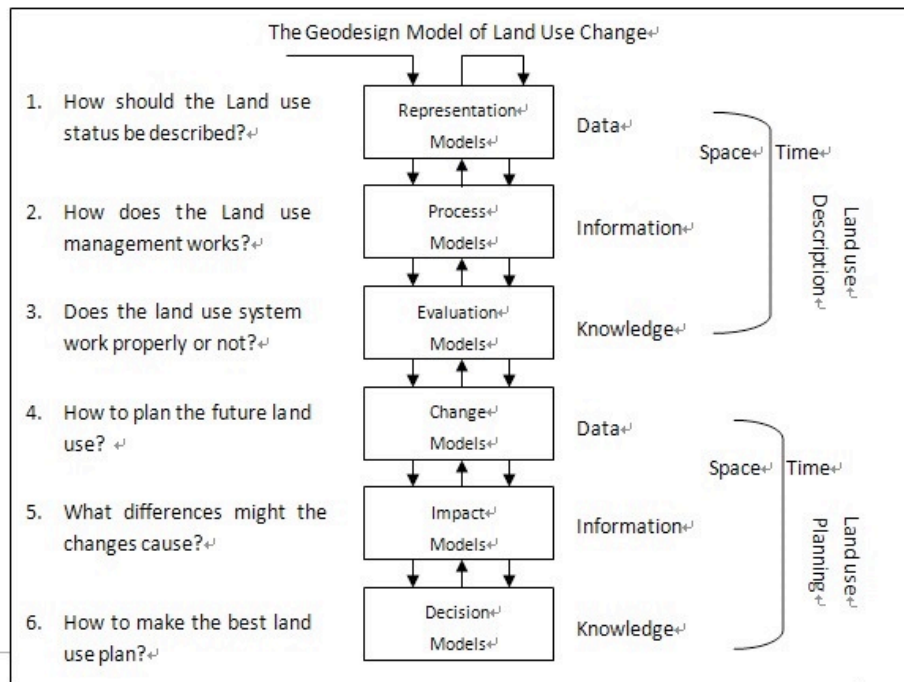 The Geodesign Model of Land Use Change↵
1. How should the Land use
status be described?↵
Representation↵
Models↵
Data↵
Space↵ Time↵
2. How does the Land use
management works?↵
Process↵
Models↵
Information↵
Land use
Description↵
3. Does the land use system
work properly or not?↵
Evaluation↵
Models↵
Knowledge↵
4. How to plan the future land
use? ↵
Change↵
Models↵
Data↵
Space↵ Time↵
5. What differences might the
changes cause?↵
Impact↵
Models↵
Information↵
Land use
Planning↵
6. How to make the best land
use plan?↵
Decision↵
Models↵
Knowledge↵